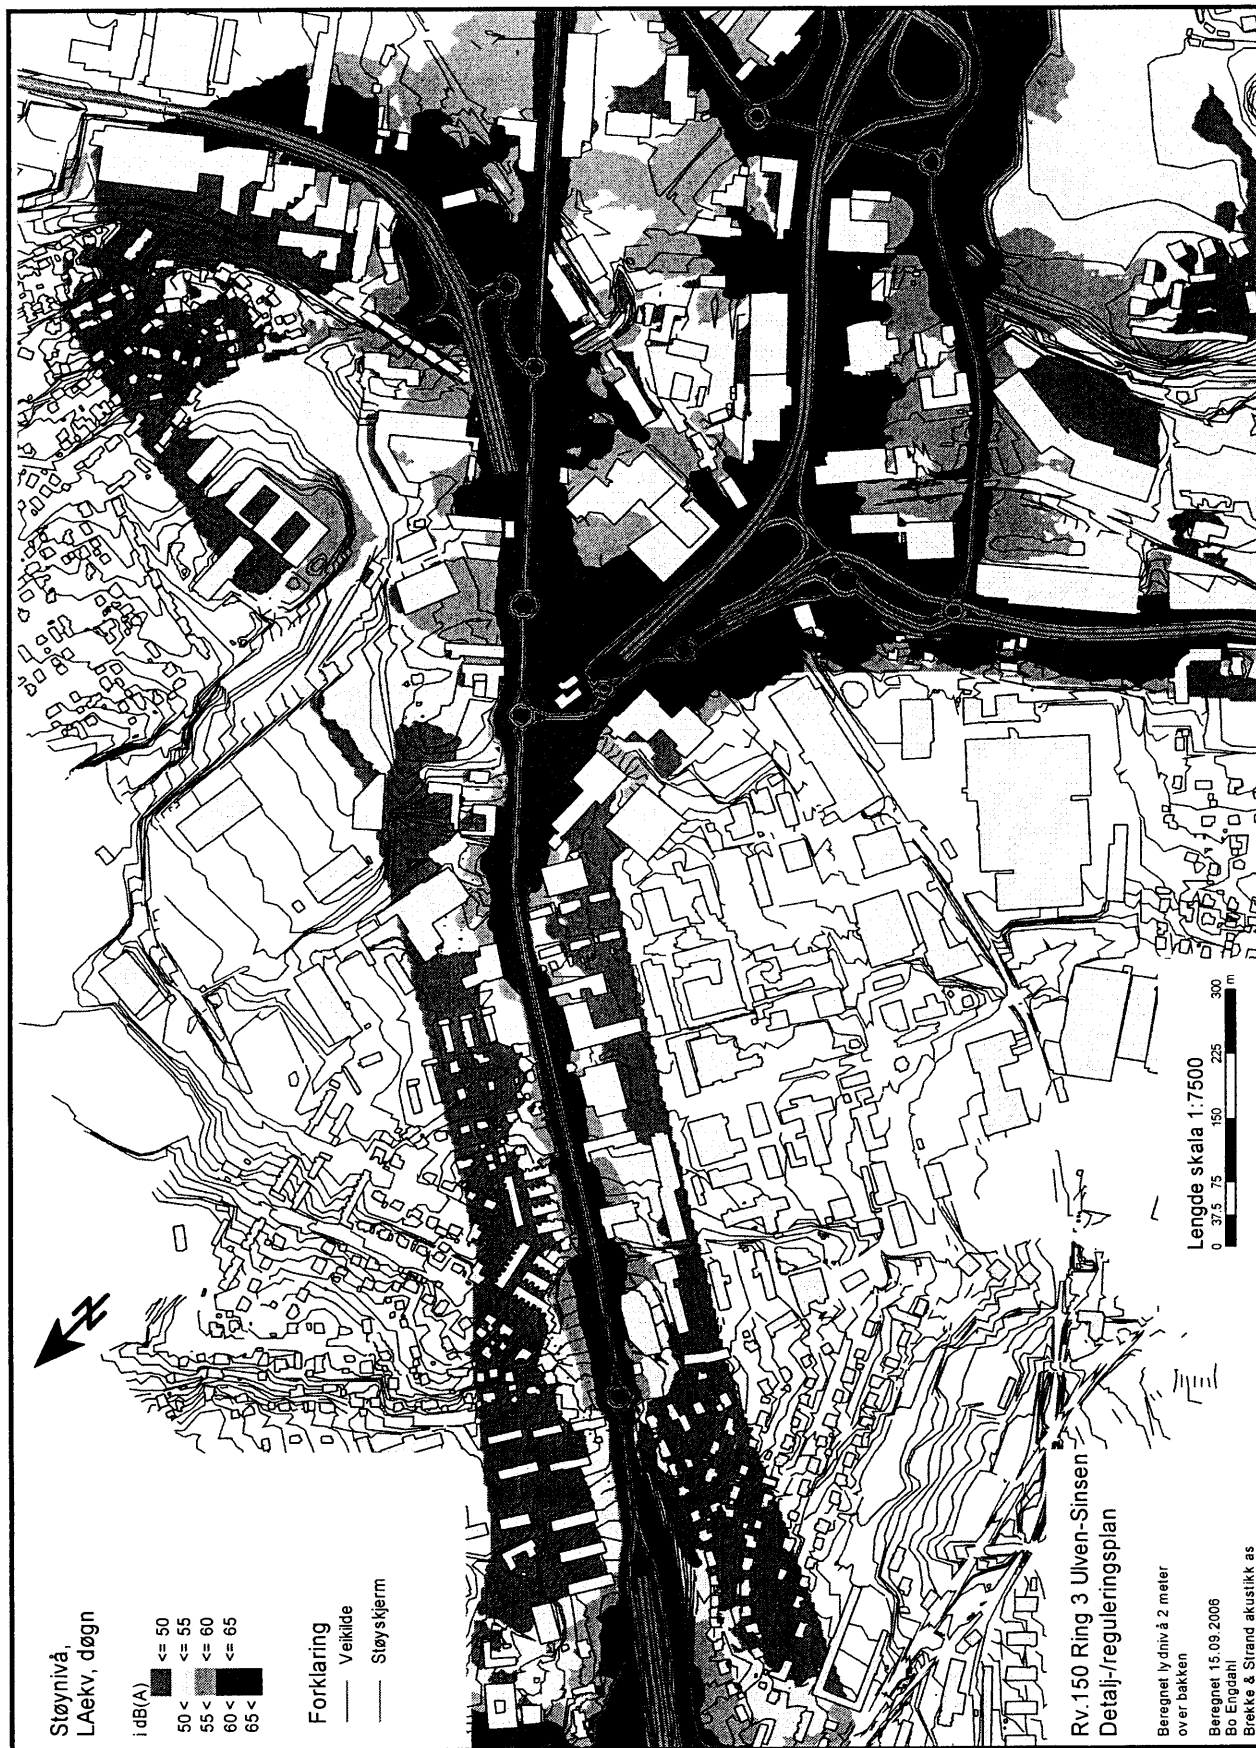 Støynivå,
LAekv, døgn
i dB(A)
<= 50
50 < <= 55
55 < <= 60
60 < <= 65
65 <
Forklaring
Veikilde
Støyskjerm
Rv.150 Ring 3 Ulven-Sinsen
Detalj-/reguleringsplan
Beregnet lydnivå 2 meter
over bakken
Beregnet 15.09.2006
Bo Engdahl
Brekke & Strand akustikk as
Lengde skala 1:7500
0 37.5 75 150 225 300
m
N